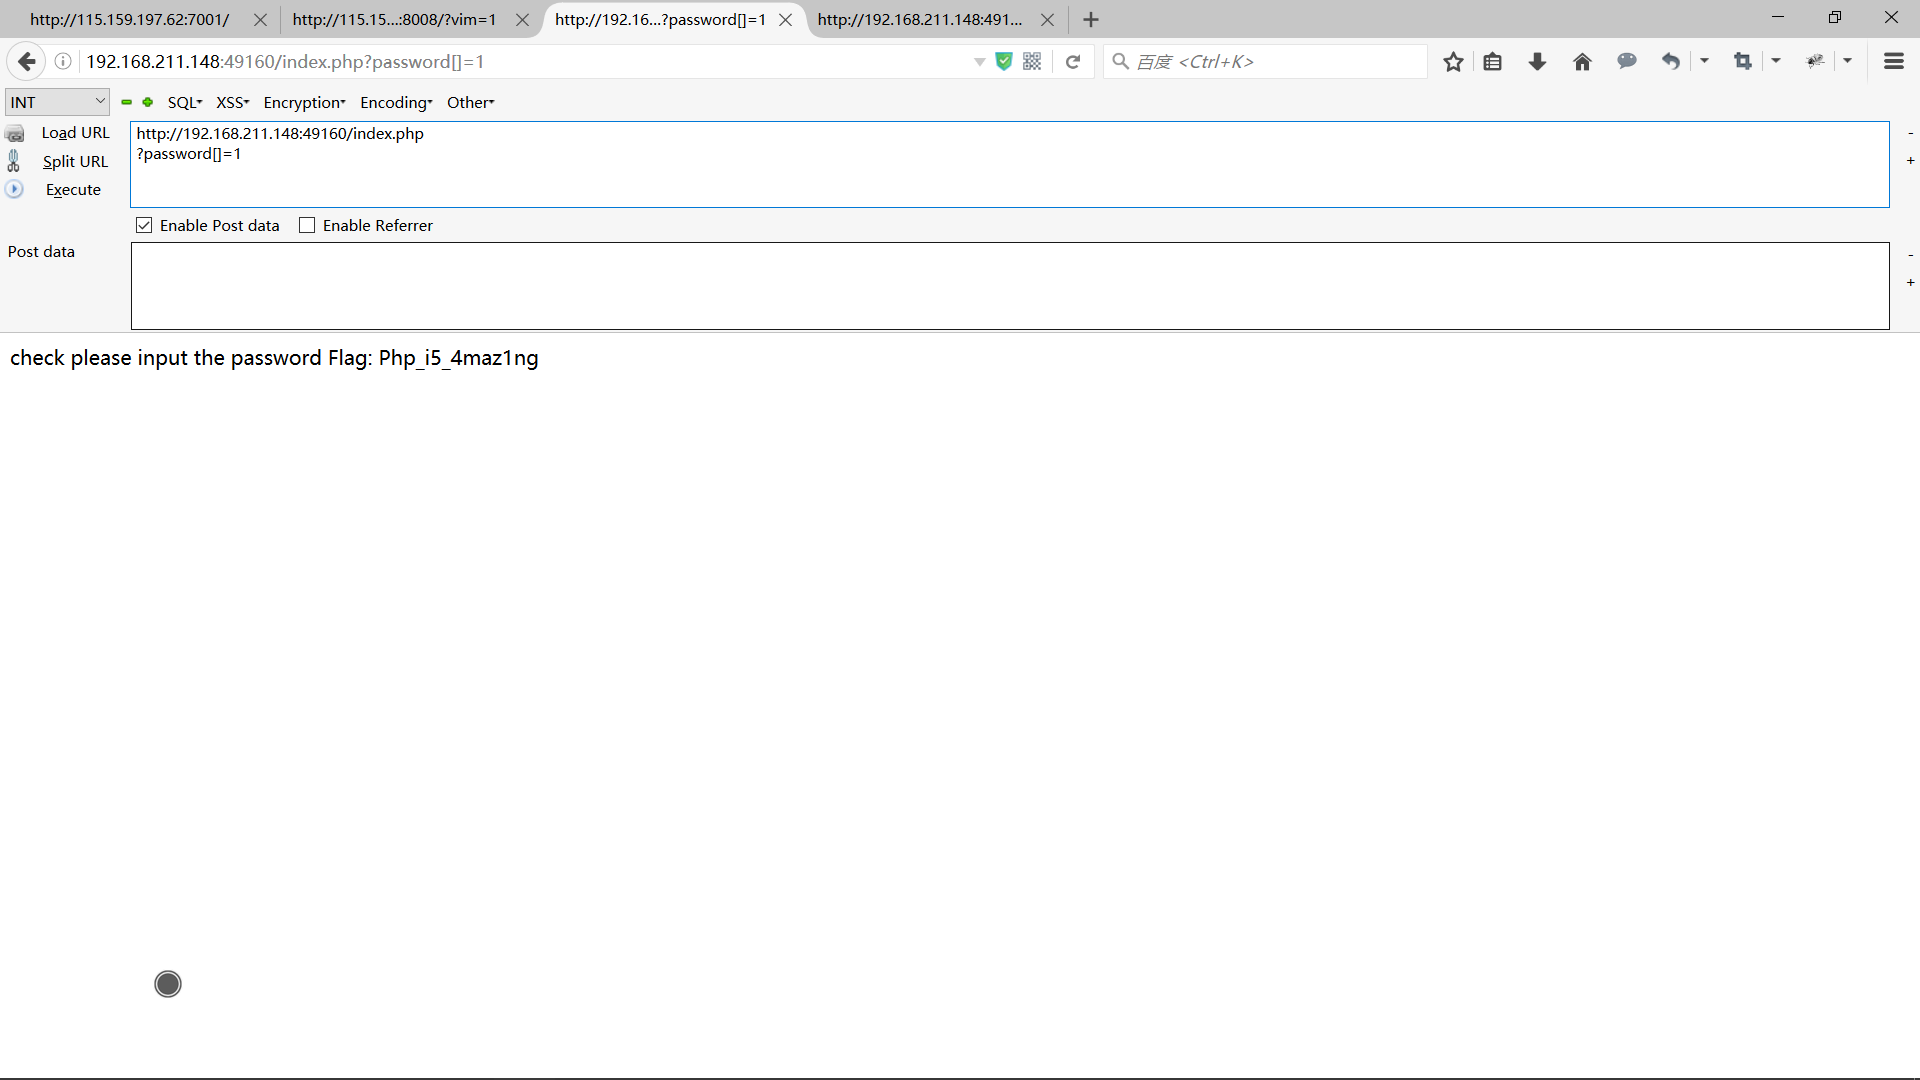 http://115.159.197.62:7001/ http://115.15...:8008/?vim=1 http://192.16...?password[]=1 http://192.168.211.148:491...
192.168.211.148:49160/index.php?password[]=1 百度 <Ctrl+K>
INT SQL XSS Encryption Encoding Other
Load URL http://192.168.211.148:49160/index.php -
Split URL ?password[]=1 +
Execute
Enable Post data Enable Referrer
Post data -
+
check please input the password Flag: Php_i5_4maz1ng